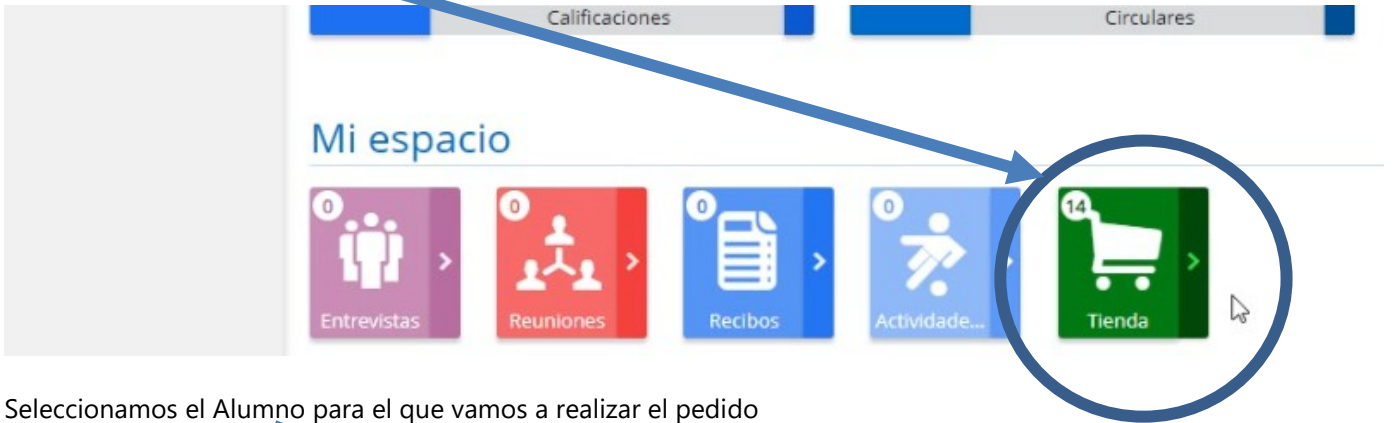 Calificaciones
Circulares
Mi espacio
0
0
0
0
14
Entrevistas
Reuniones
Recibos
Actividade...
Tienda
Seleccionamos el Alumno para el que vamos a realizar el pedido